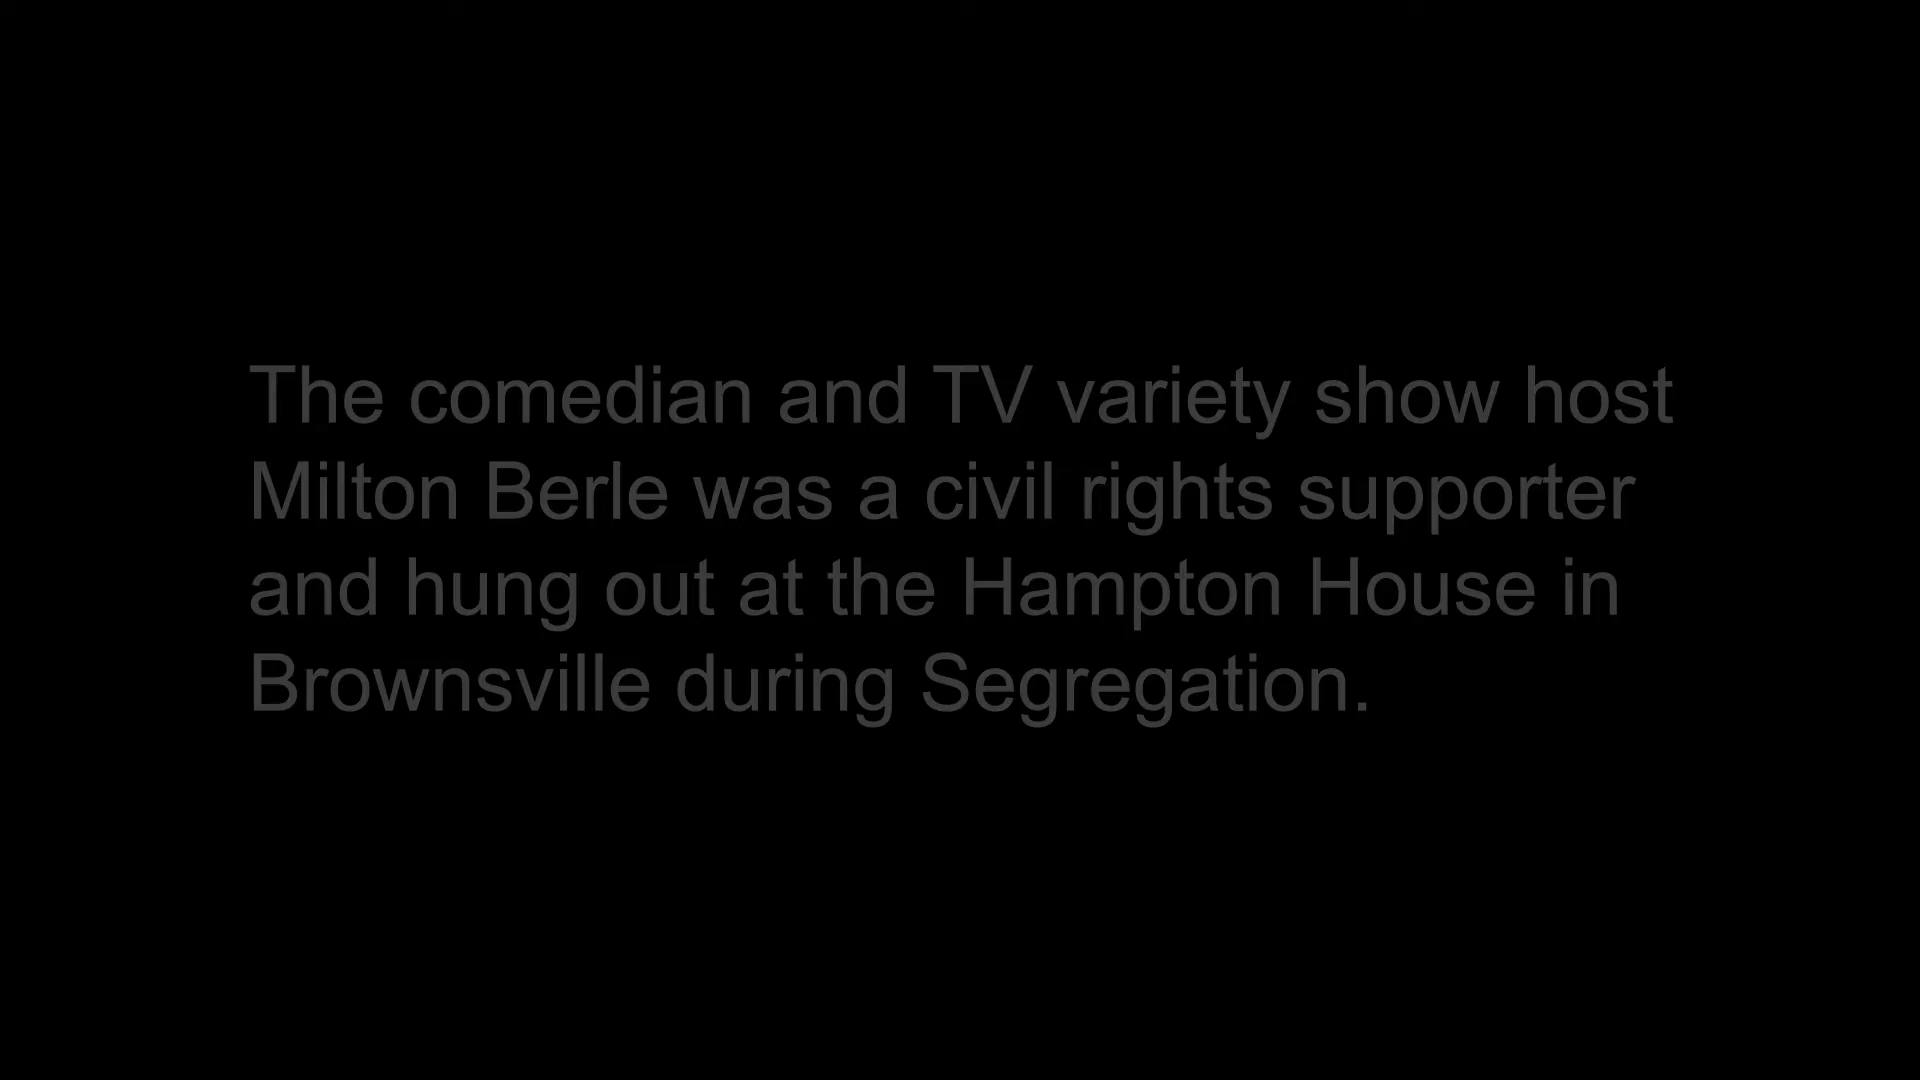 The comedian and TV variety show host
Milton Berle was a civil rights supporter
and hung out at the Hampton House in
Brownsville during Segregation.